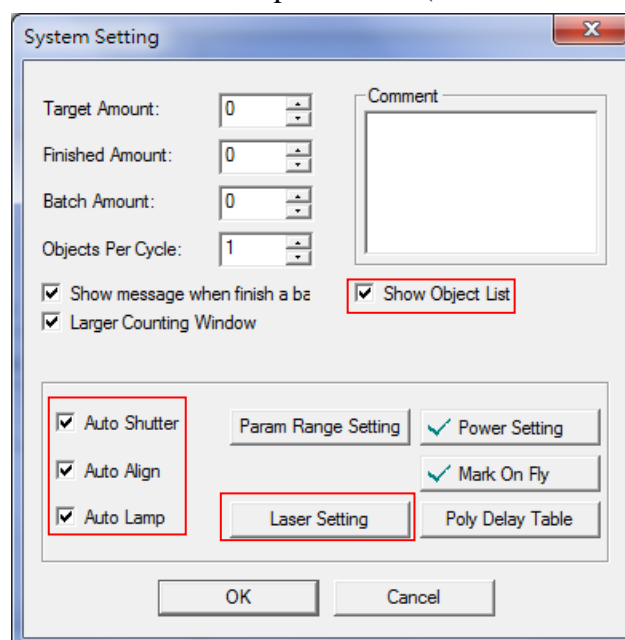 System Setting
x
Target Amount: 0
Comment
Finished Amount: 0
Batch Amount: 0
Objects Per Cycle: 1
Show message when finish a ba
Show Object List
Larger Counting Window
Auto Shutter
Param Range Setting
Power Setting
Auto Align
Mark On Fly
Auto Lamp
Laser Setting
Poly Delay Table
OK
Cancel